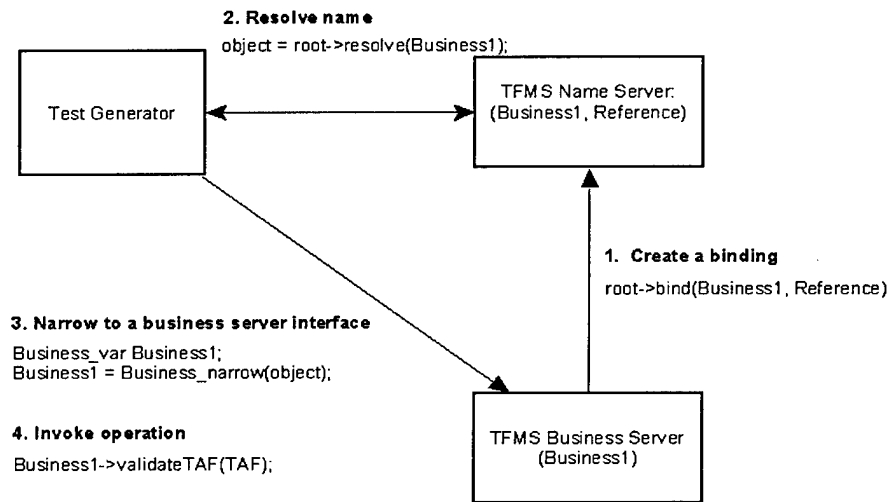 2. Resolve name
object = root->resolve(Business1);
Test Generator
TFMS Name Server:
(Business1, Reference)
1. Create a binding
root->bind(Business1, Reference)
3. Narrow to a business server interface
Business_var Business1;
Business1 = Business_narrow(object);
4. Invoke operation
Business1->validateTAF(TAF);
TFMS Business Server
(Business1)